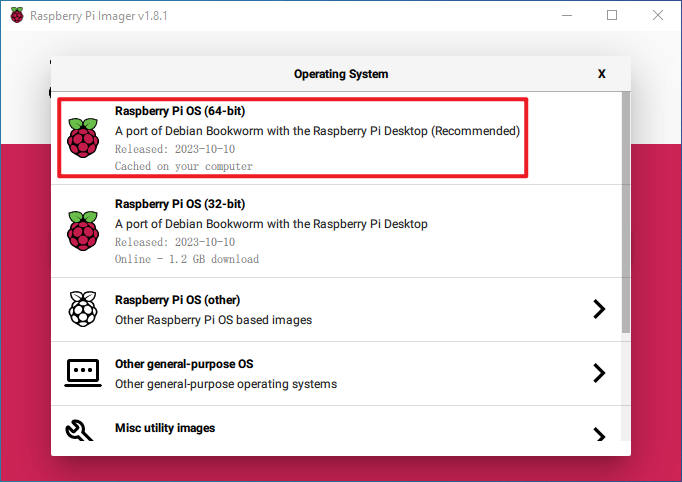 Raspberry Pi Imager v1.8.1
Operating System
X
Raspberry Pi OS (64-bit)
A port of Debian Bookworm with the Raspberry Pi Desktop (Recommended)
Released: 2023-10-10
Cached on your computer
Raspberry Pi OS (32-bit)
A port of Debian Bookworm with the Raspberry Pi Desktop
Released: 2023-10-10
Online - 1.2 GB download
Raspberry Pi OS (other)
Other Raspberry Pi OS based images
Other general-purpose OS
Other general-purpose operating systems
Misc utility images